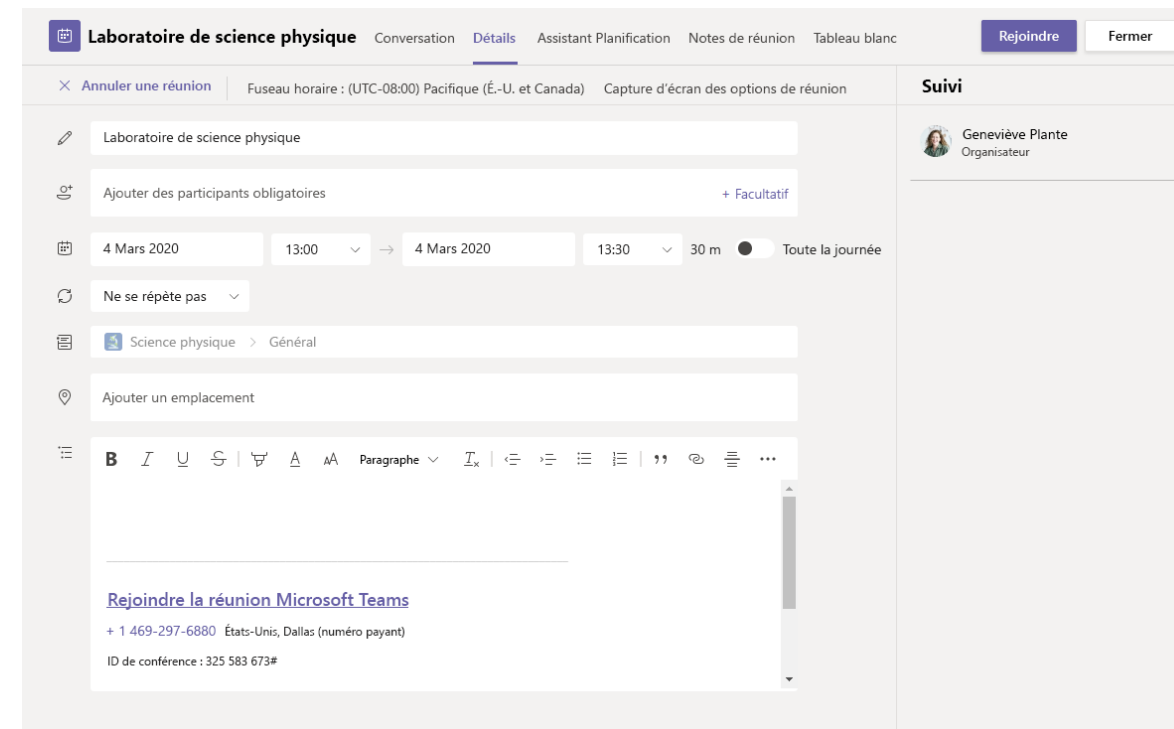 Laboratoire de science physique Conversation Détails Assistant Planification Notes de réunion Tableau blanc Rejoindre Fermer
Annuler une réunion Fuseau horaire : (UTC-08:00) Pacifique (É.-U. et Canada) Capture d'écran des options de réunion
Suivi
Laboratoire de science physique
Geneviève Plante
Organisateur
Ajouter des participants obligatoires + Facultatif
4 Mars 2020 13:00 → 4 Mars 2020 13:30 30 m Toute la journée
Ne se répète pas
Science physique > Général
Ajouter un emplacement
B I U S A AA Paragraphe Tx
Rejoindre la réunion Microsoft Teams
+ 1 469-297-6880 États-Unis, Dallas (numéro payant)
ID de conférence : 325 583 673#